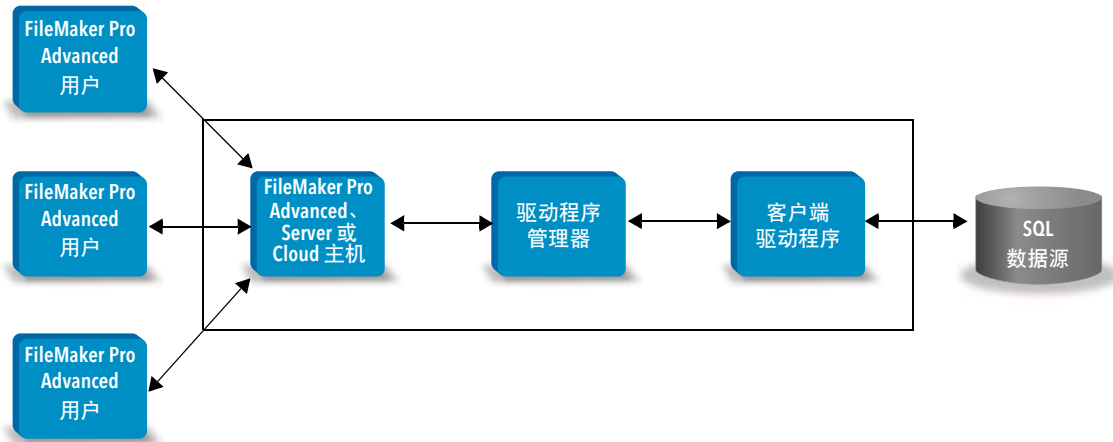 FileMaker Pro
Advanced
用户
FileMaker Pro
Advanced
用户
FileMaker Pro
Advanced
用户
FileMaker Pro
Advanced、
Server 或
Cloud 主机
驱动程序
管理器
客户端
驱动程序
SQL
数据源